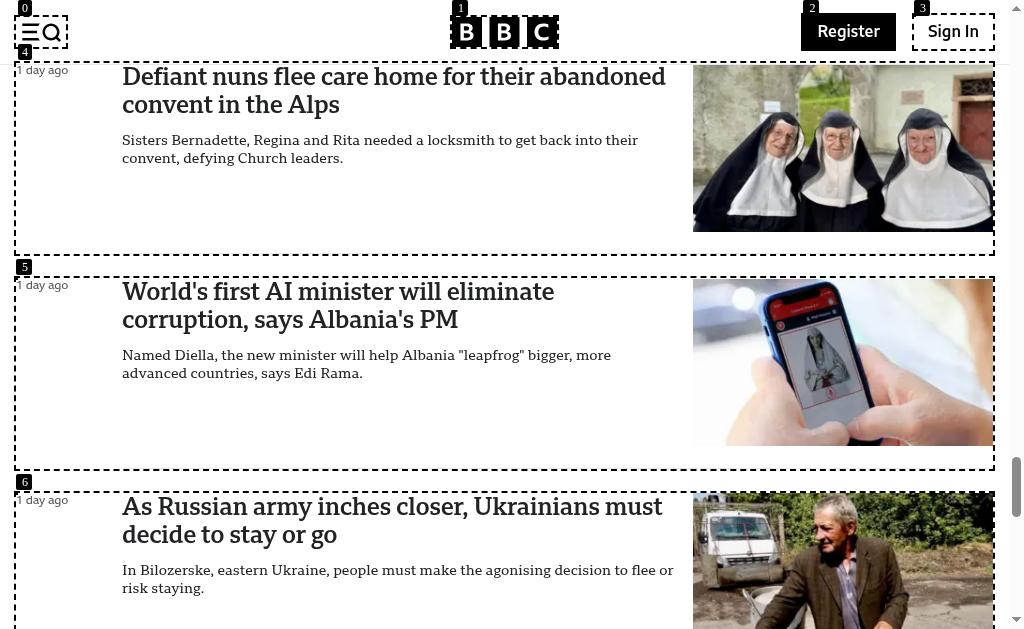 0
1
2
3
BBC
Register
Sign In
4
1 day ago
Defiant nuns flee care home for their abandoned
convent in the Alps
Sisters Bernadette, Regina and Rita needed a locksmith to get back into their
convent, defying Church leaders.
5
1 day ago
World's first AI minister will eliminate
corruption, says Albania's PM
Named Diella, the new minister will help Albania "leapfrog" bigger, more
advanced countries, says Edi Rama.
6
1 day ago
As Russian army inches closer, Ukrainians must
decide to stay or go
In Bilozerske, eastern Ukraine, people must make the agonising decision to flee or
risk staying.